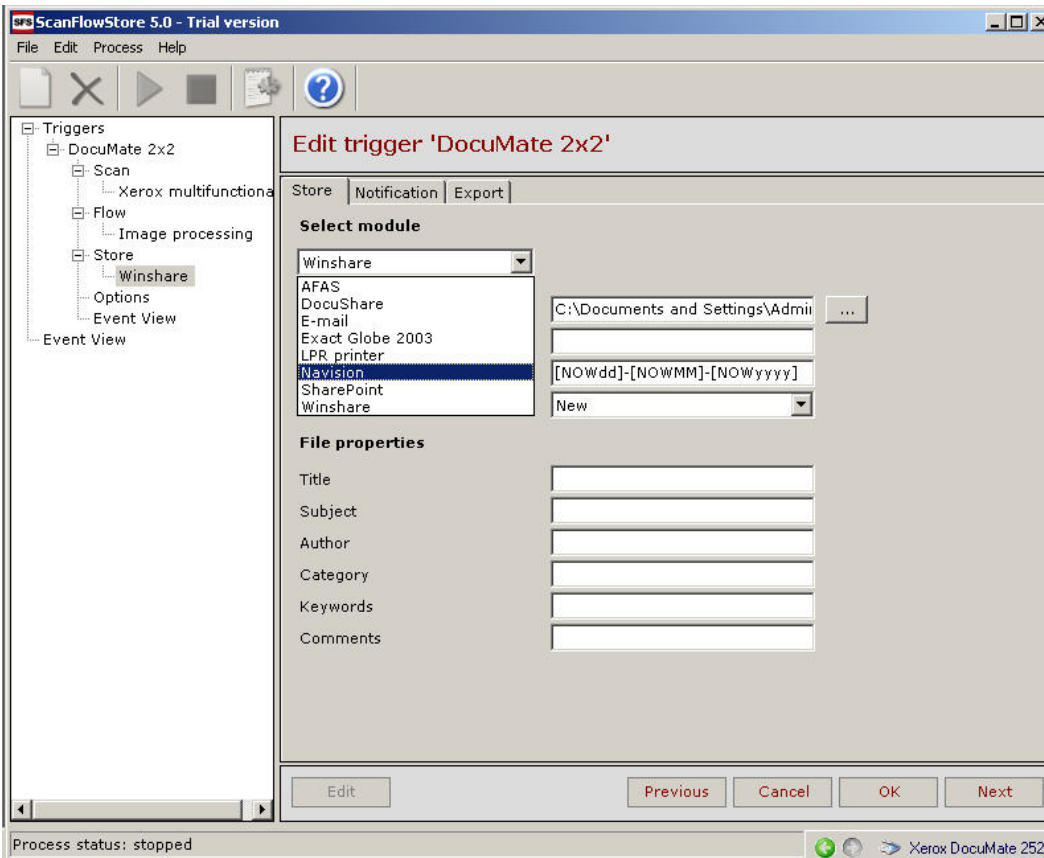 SFS ScanFlowStore 5.0 - Trial version
File Edit Process Help
Triggers
DocuMate 2x2
Scan
Xerox multifunctiona
Flow
Image processing
Store
Winshare
Options
Event View
Event View
Edit trigger 'DocuMate 2x2'
Store Notification Export
Select module
Winshare
AFAS
DocuShare
E-mail
Exact Globe 2003
LPR printer
Navision
SharePoint
Winshare
C:\Documents and Settings\Admi
...
[NOWdd]-[NOWMM]-[NOWyyyy]
New
File properties
Title
Subject
Author
Category
Keywords
Comments
Edit Previous Cancel OK Next
Process status: stopped
Xerox DocuMate 252